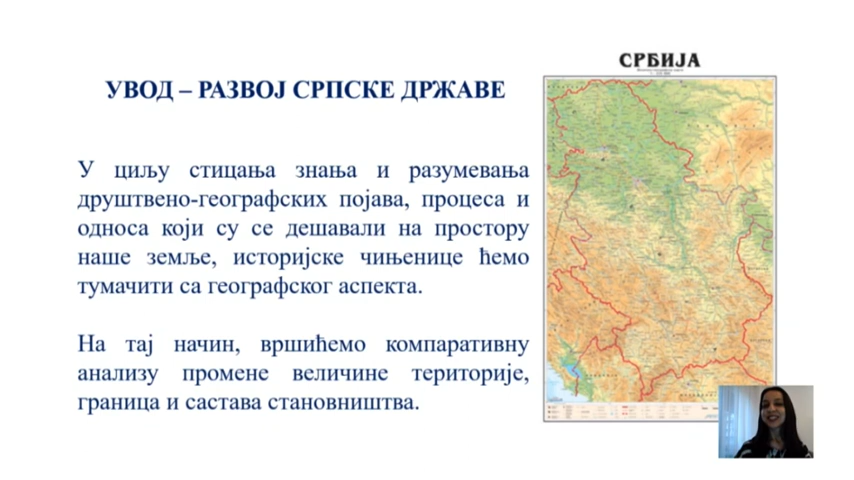 СРБИЈА
УВОД – РАЗВОЈ СРПСКЕ ДРЖАВЕ
У циљу стицања знања и разумевања
друштвено-географских појава, процеса и
односа који су се дешавали на простору
наше земље, историјске чињенице ћемо
тумачити са географског аспекта.
На тај начин, вршићемо компаративну
анализу промене величине територије,
граница и састава становништва.